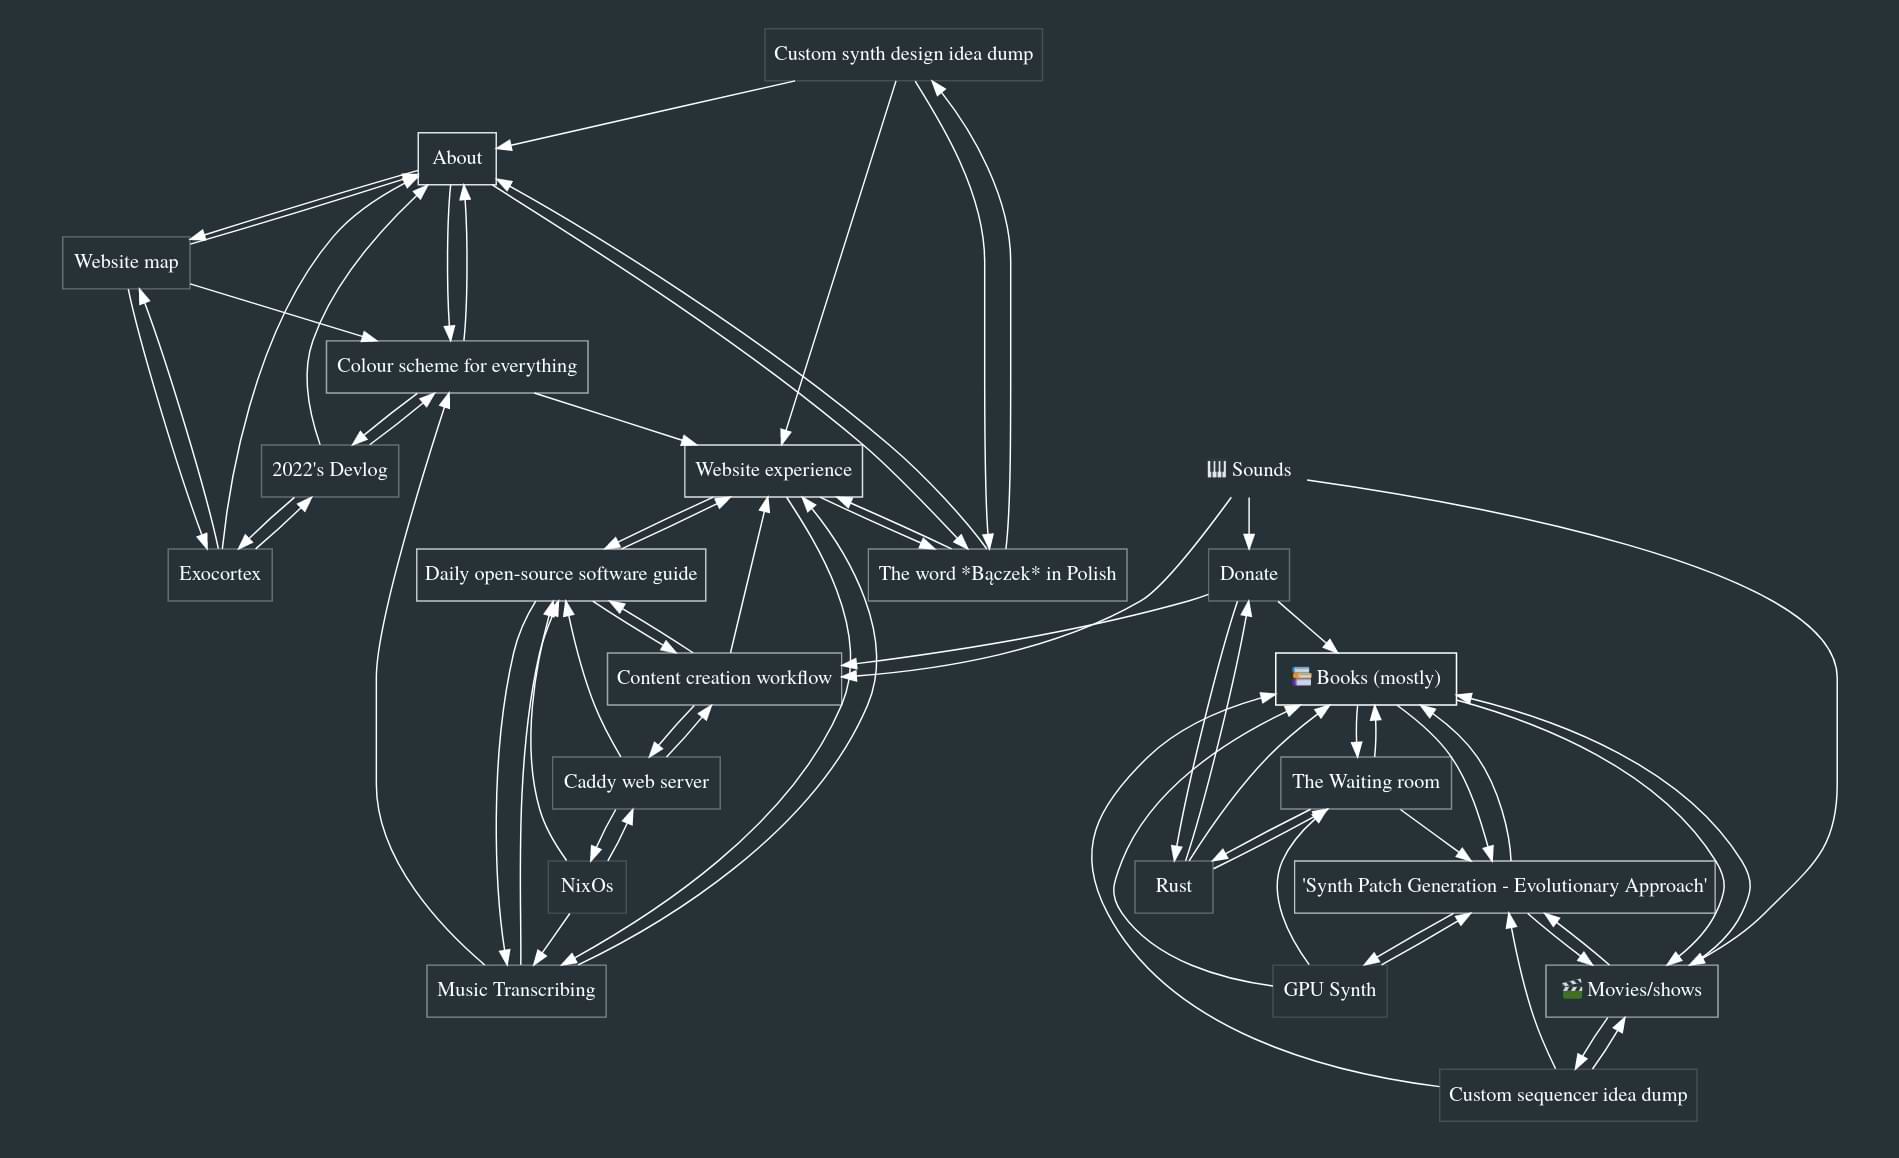 Custom synth design idea dump
About
Website map
Colour scheme for everything
2022's Devlog
Website experience
Sounds
Exocortex
Daily open-source software guide
The word *Bączek* in Polish
Donate
Content creation workflow
Books (mostly)
Caddy web server
The Waiting room
NixOs
Rust
'Synth Patch Generation - Evolutionary Approach'
Music Transcribing
GPU Synth
Movies/shows
Custom sequencer idea dump